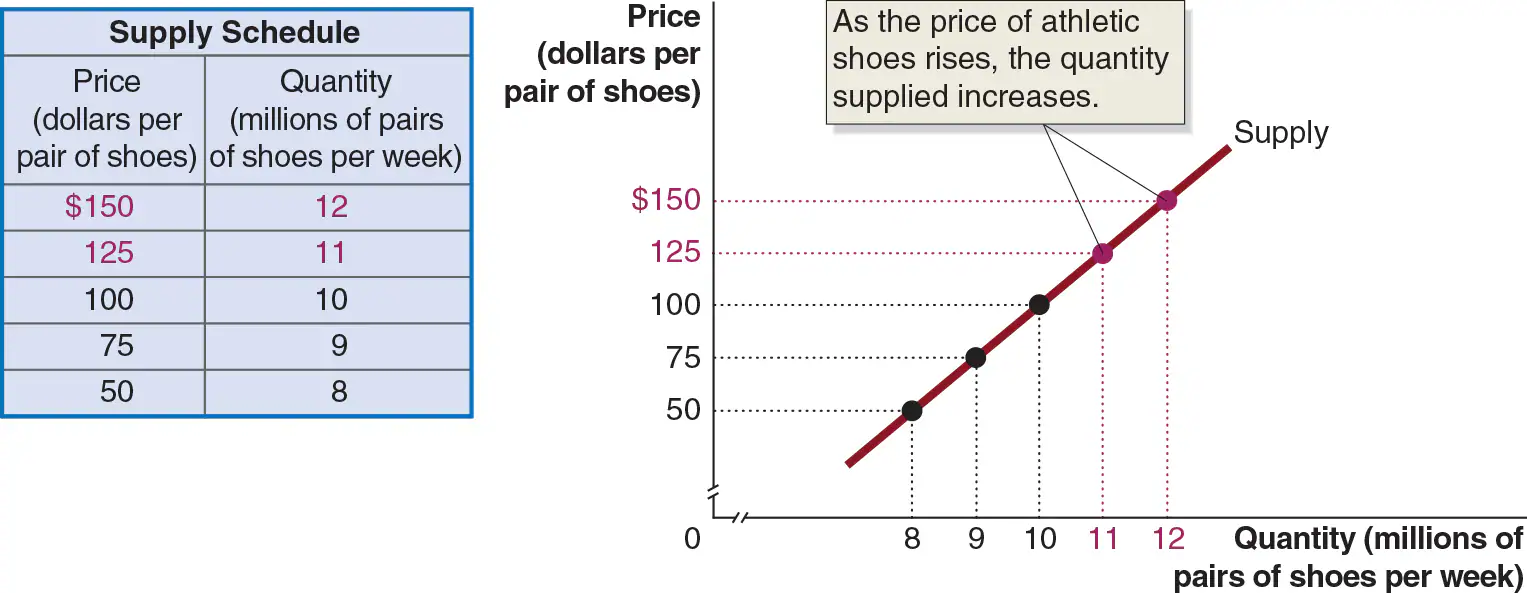 Supply Schedule
Price
(dollars per
pair of shoes)
Quantity
(millions of pairs
of shoes per week)
$150 12
125 11
100 10
75 9
50 8
Price
(dollars per
pair of shoes)
As the price of athletic
shoes rises, the quantity
supplied increases.
Supply
$150
125
100
75
50
0 8 9 10 11 12
Quantity (millions of
pairs of shoes per week)